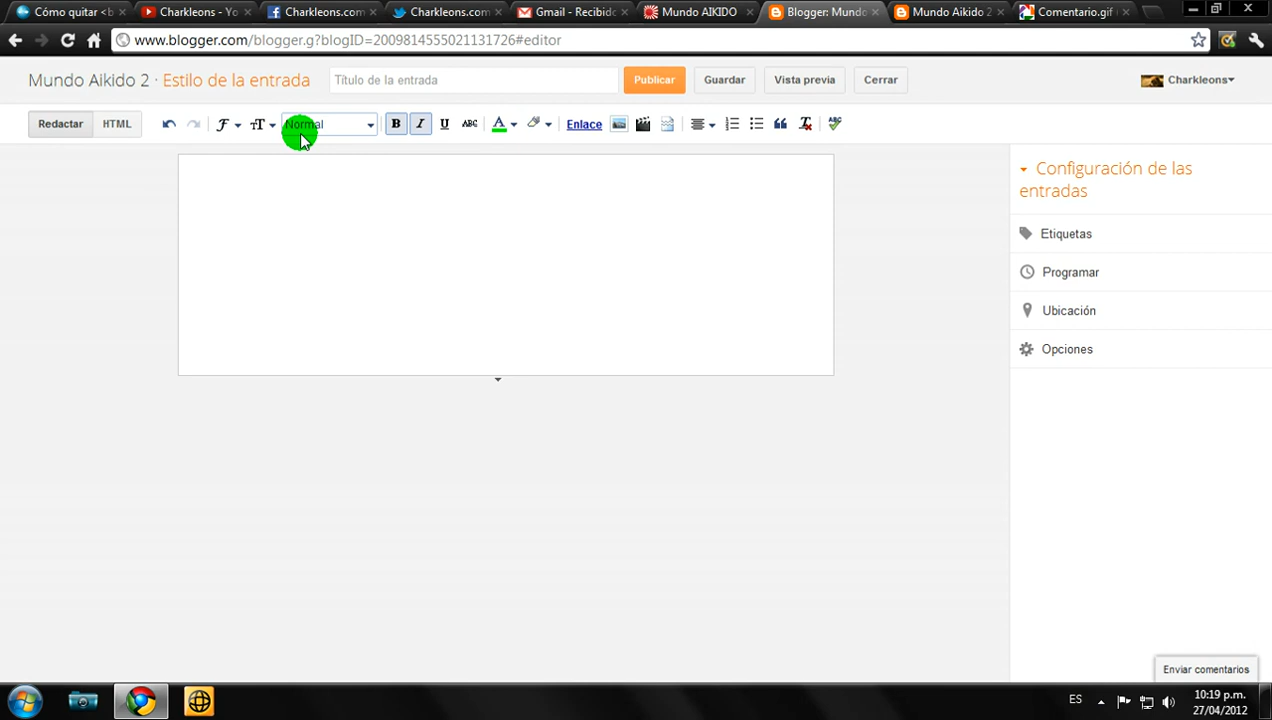 Cómo quitar <b
Charkleons - Yo
Charkleons.com
Charkleons.com
Gmail - Recibido
Mundo AIKIDO
Blogger: Mundo
Mundo Aikido 2
Comentario.gif
www.blogger.com/blogger.g?blogID=2009814555021131726#editor
Mundo Aikido 2 · Estilo de la entrada
Título de la entrada
Publicar
Guardar
Vista previa
Cerrar
Charkleons
Redactar
HTML
Normal
B
I
U
ABC
A
Enlace
ABC
Configuración de las
entradas
Etiquetas
Programar
Ubicación
Opciones
Enviar comentarios
ES
10:19 p.m.
27/04/2012